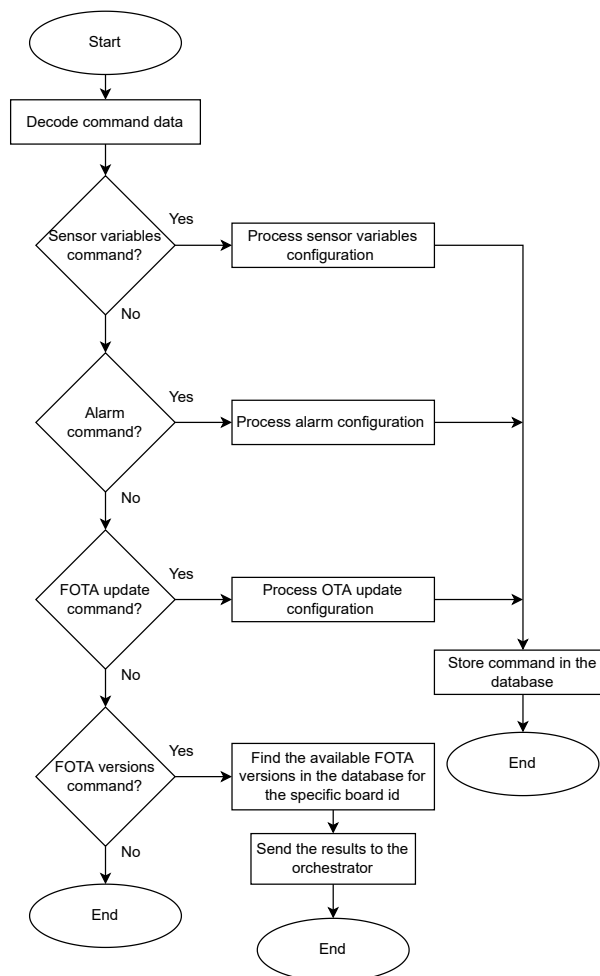 Start
Decode command data
Sensor variables
command?
Yes
Process sensor variables
configuration
No
Alarm
command?
Yes
Process alarm configuration
No
FOTA update
command?
Yes
Process OTA update
configuration
No
Store command in the
database
End
FOTA versions
command?
Yes
Find the available FOTA
versions in the database for
the specific board id
No
Send the results to the
orchestrator
End
End